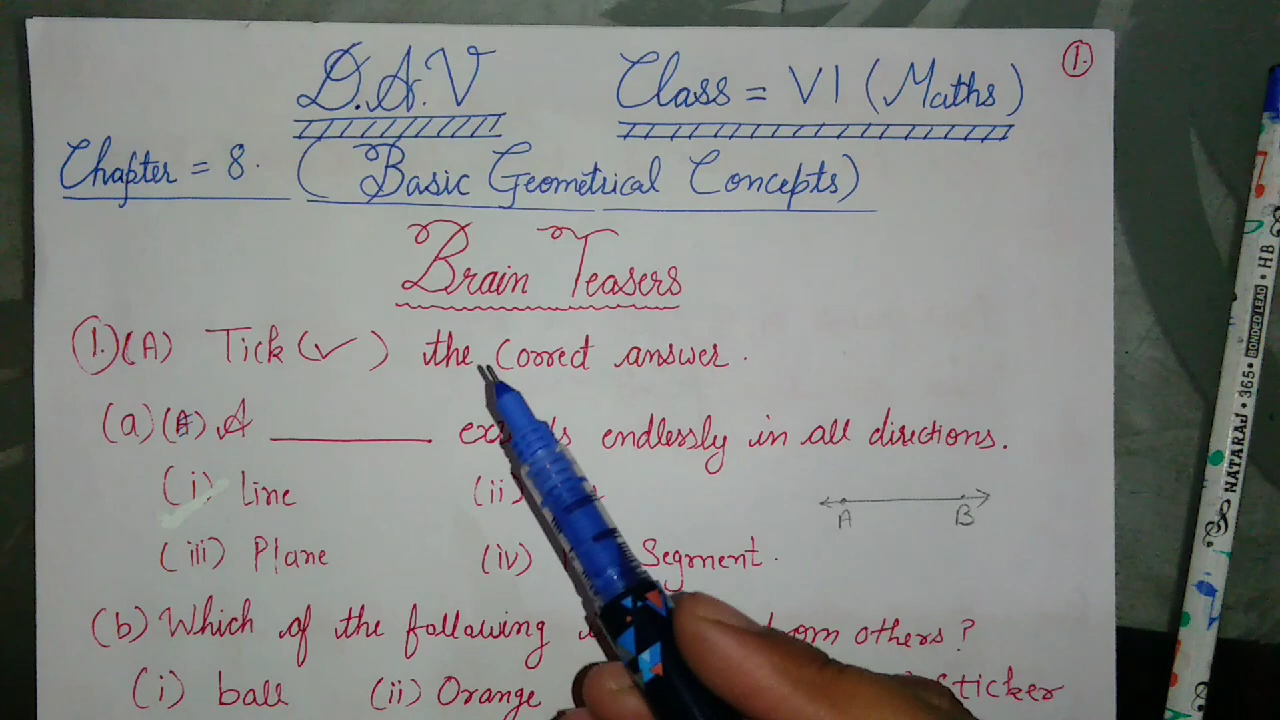 1.
D.A.V Class = VI (Maths)
Chapter = 8. (Basic Geometrical Concepts)
Brain Teasers
1.)(A) Tick (✓) the correct answer.
(a) A ________ endlessly in all directions.
(i) line (ii)
A B
(iii) Plane (iv) Segment.
(b) Which of the following others?
(i) ball (ii) Orange Sticker
NATARAJ 365 BONDED LEAD HB